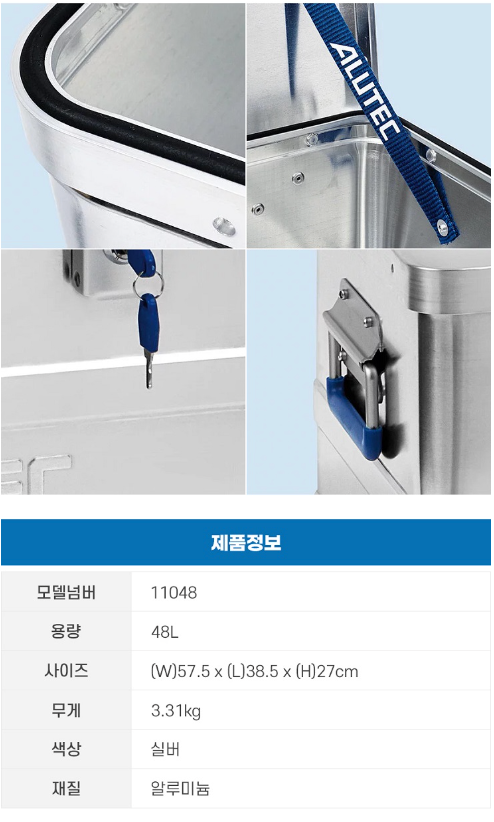 ALUTEC
제품정보
모델넘버 11048
용량 48L
사이즈 (W)57.5 x (L)38.5 x (H)27cm
무게 3.31kg
색상 실버
재질 알루미늄